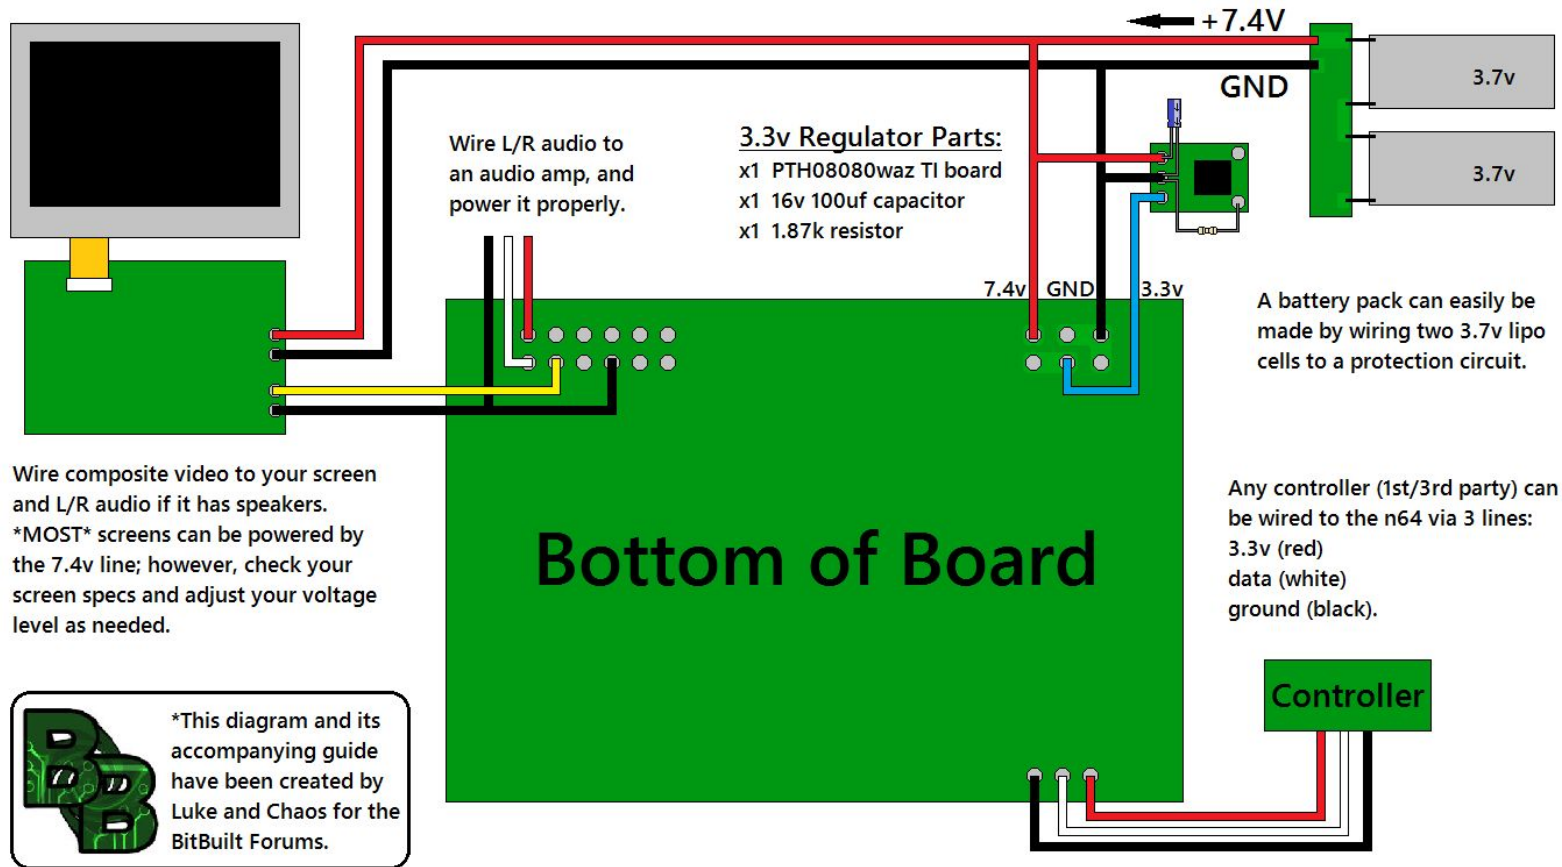 +7.4V
GND
3.7v
3.7v
Wire L/R audio to
an audio amp, and
power it properly.
3.3v Regulator Parts:
x1 PTH08080waz TI board
x1 16v 100uf capacitor
x1 1.87k resistor
7.4v GND 3.3v
A battery pack can easily be
made by wiring two 3.7v lipo
cells to a protection circuit.
Wire composite video to your screen
and L/R audio if it has speakers.
*MOST* screens can be powered by
the 7.4v line; however, check your
screen specs and adjust your voltage
level as needed.
Bottom of Board
Any controller (1st/3rd party) can
be wired to the n64 via 3 lines:
3.3v (red)
data (white)
ground (black).
Controller
BB
*This diagram and its
accompanying guide
have been created by
Luke and Chaos for the
BitBuilt Forums.